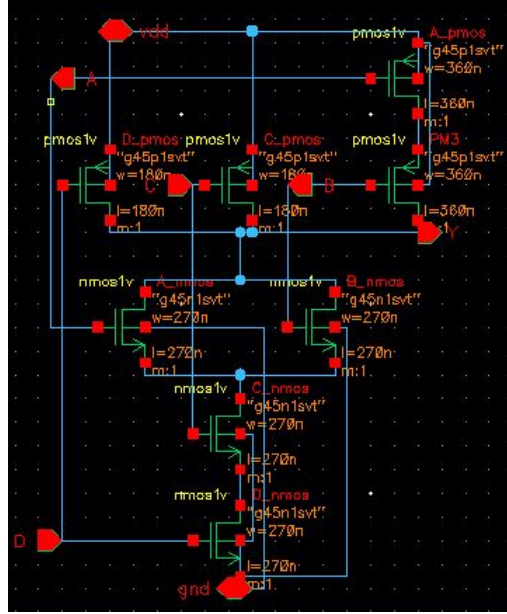 vdd
pmos1v A_pmos
"g45p1svt"
w=360n
A
l=360n
m:1
pmos1v D_pmos pmos1v C_pmos pmos1v PM3
"g45p1svt" "g45p1svt" "g45p1svt"
w=180n C w=180n B w=360n
l=180n l=180n l=360n
m:1 m:1
Y
nmos1v A_nmos nmos1v B_nmos
"g45n1svt" "g45n1svt"
w=270n w=270n
l=270n l=270n
m:1 m:1
nmos1v C_nmos
"g45n1svt"
w=270n
l=270n
m:1
nmos1v D_nmos
"g45n1svt"
w=270n
D
l=270n
gnd m:1